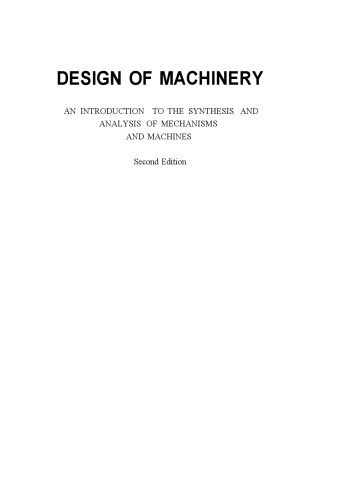 DESIGN OF MACHINERY
AN INTRODUCTION TO THE SYNTHESIS AND
ANALYSIS OF MECHANISMS
AND MACHINES
Second Edition